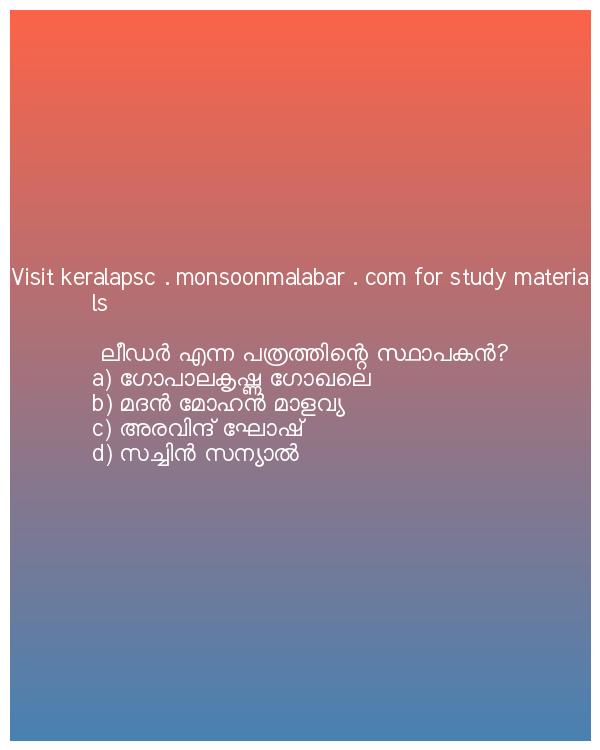 Visit keralapsc . monsoonmalabar . com for study materia
ls
ലീഡർ എന്ന പത്രത്തിന്റെ സ്ഥാപകൻ?
a) ഗോപാലകൃഷ്ണ ഗോഖലെ
b) മദൻ മോഹൻ മാളവ്യ
c) അരവിന്ദ് ഘോഷ്
d) സച്ചിൻ സന്യാൽ